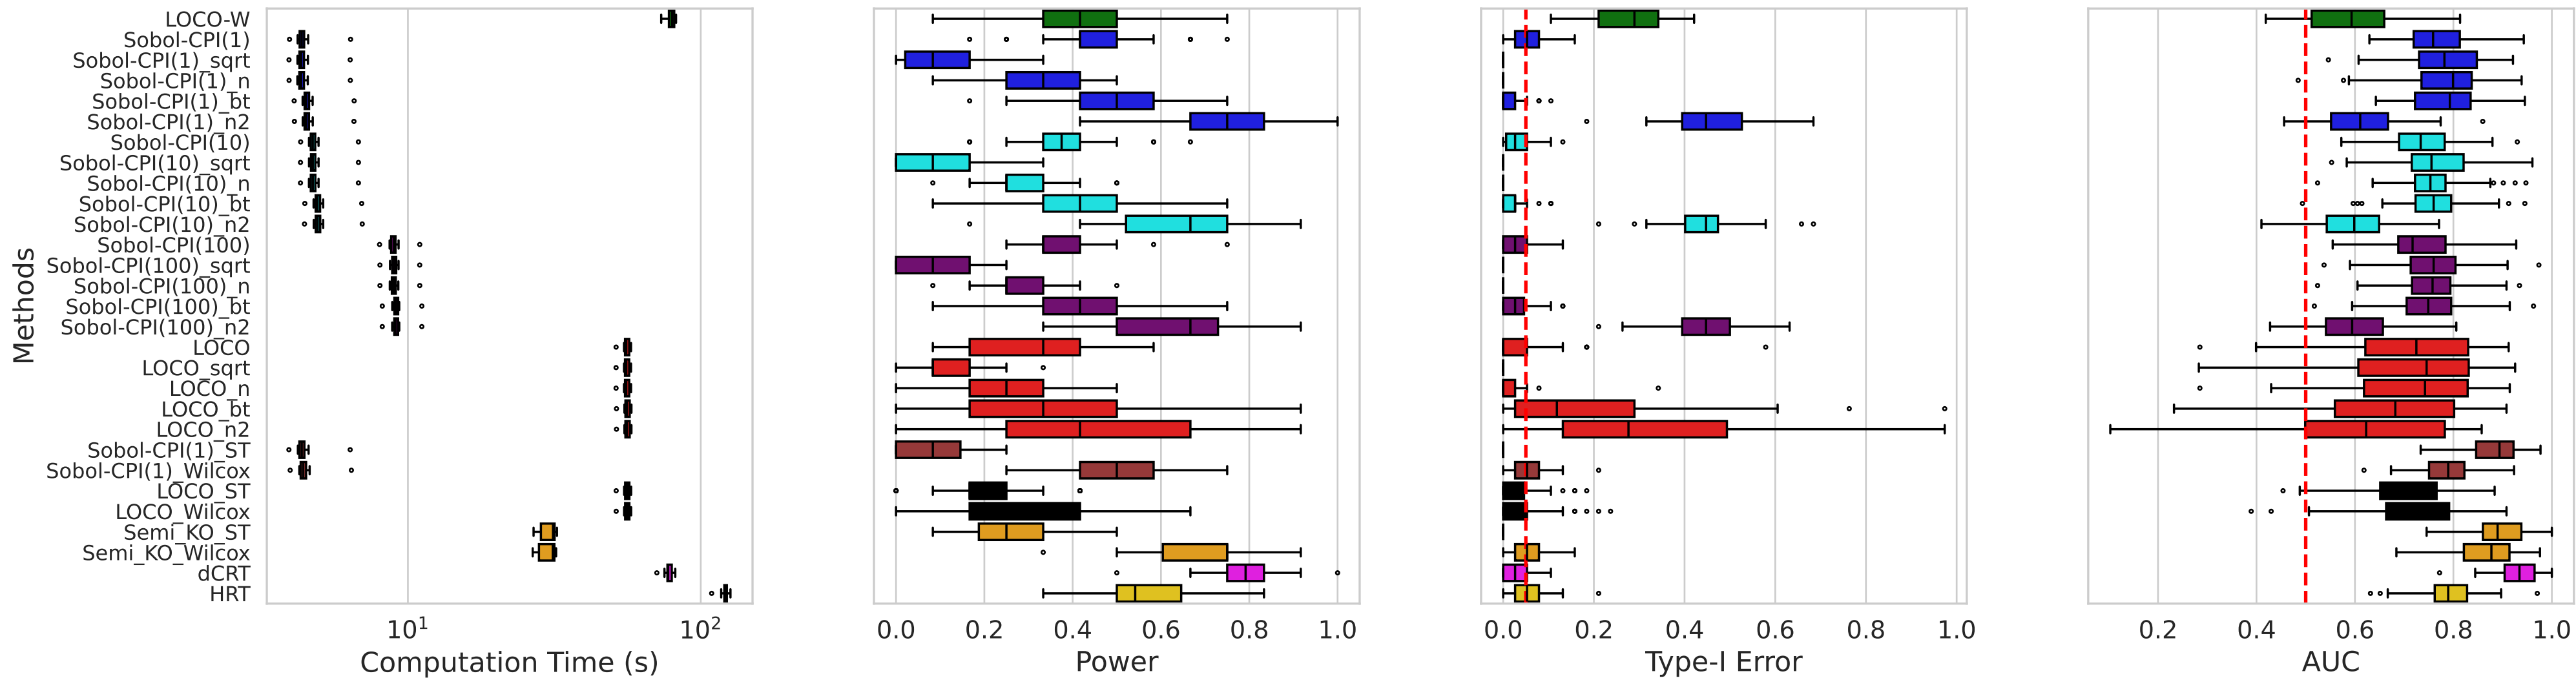 Methods
LOCO-W
Sobol-CPI(1)
Sobol-CPI(1)_sqrt
Sobol-CPI(1)_n
Sobol-CPI(1)_bt
Sobol-CPI(1)_n2
Sobol-CPI(10)
Sobol-CPI(10)_sqrt
Sobol-CPI(10)_n
Sobol-CPI(10)_bt
Sobol-CPI(10)_n2
Sobol-CPI(100)
Sobol-CPI(100)_sqrt
Sobol-CPI(100)_n
Sobol-CPI(100)_bt
Sobol-CPI(100)_n2
LOCO
LOCO_sqrt
LOCO_n
LOCO_bt
LOCO_n2
Sobol-CPI(1)_ST
Sobol-CPI(1)_Wilcox
LOCO_ST
LOCO_Wilcox
Semi_KO_ST
Semi_KO_Wilcox
dCRT
HRT
10¹ 10²
Computation Time (s)
0.0 0.2 0.4 0.6 0.8 1.0
Power
0.0 0.2 0.4 0.6 0.8 1.0
Type-I Error
0.2 0.4 0.6 0.8 1.0
AUC